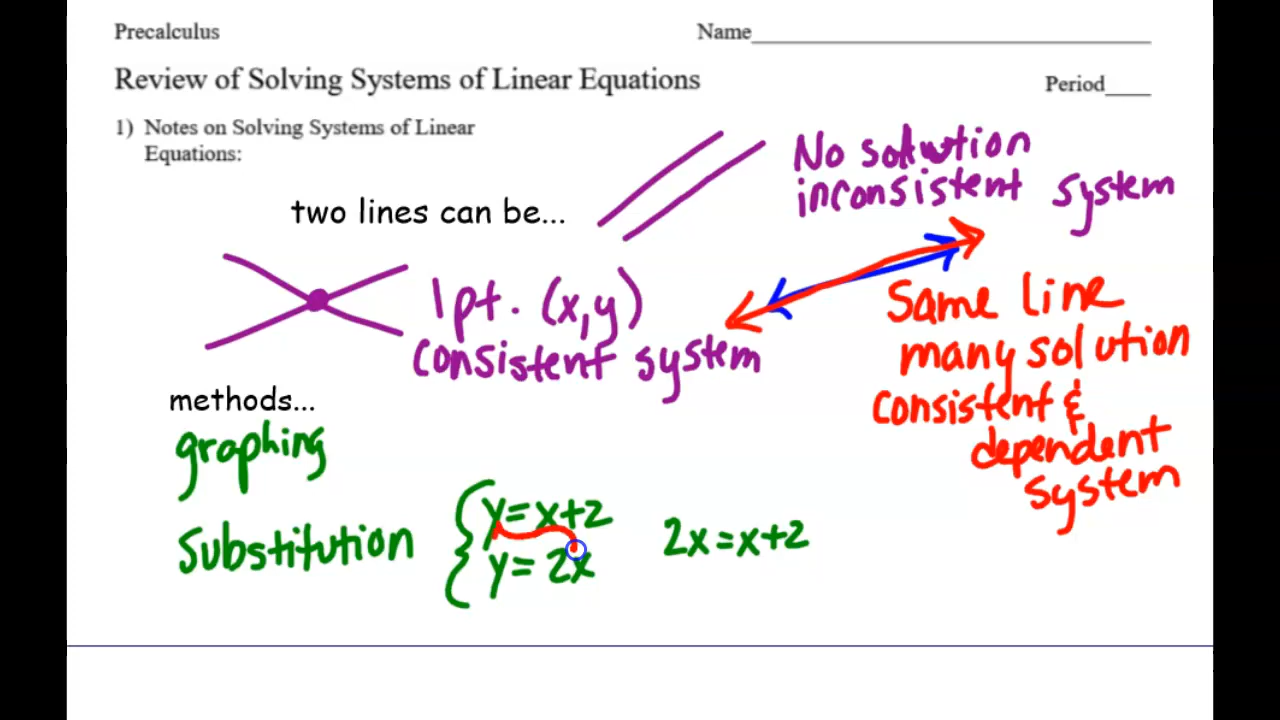 Precalculus
Name
Review of Solving Systems of Linear Equations
Period
1) Notes on Solving Systems of Linear
Equations:
No solution
inconsistent system
two lines can be...
1pt. (x,y)
consistent system
Same line
many solution
consistent &
dependent
system
methods...
graphing
Substitution
y=x+2
y=2x
2x=x+2